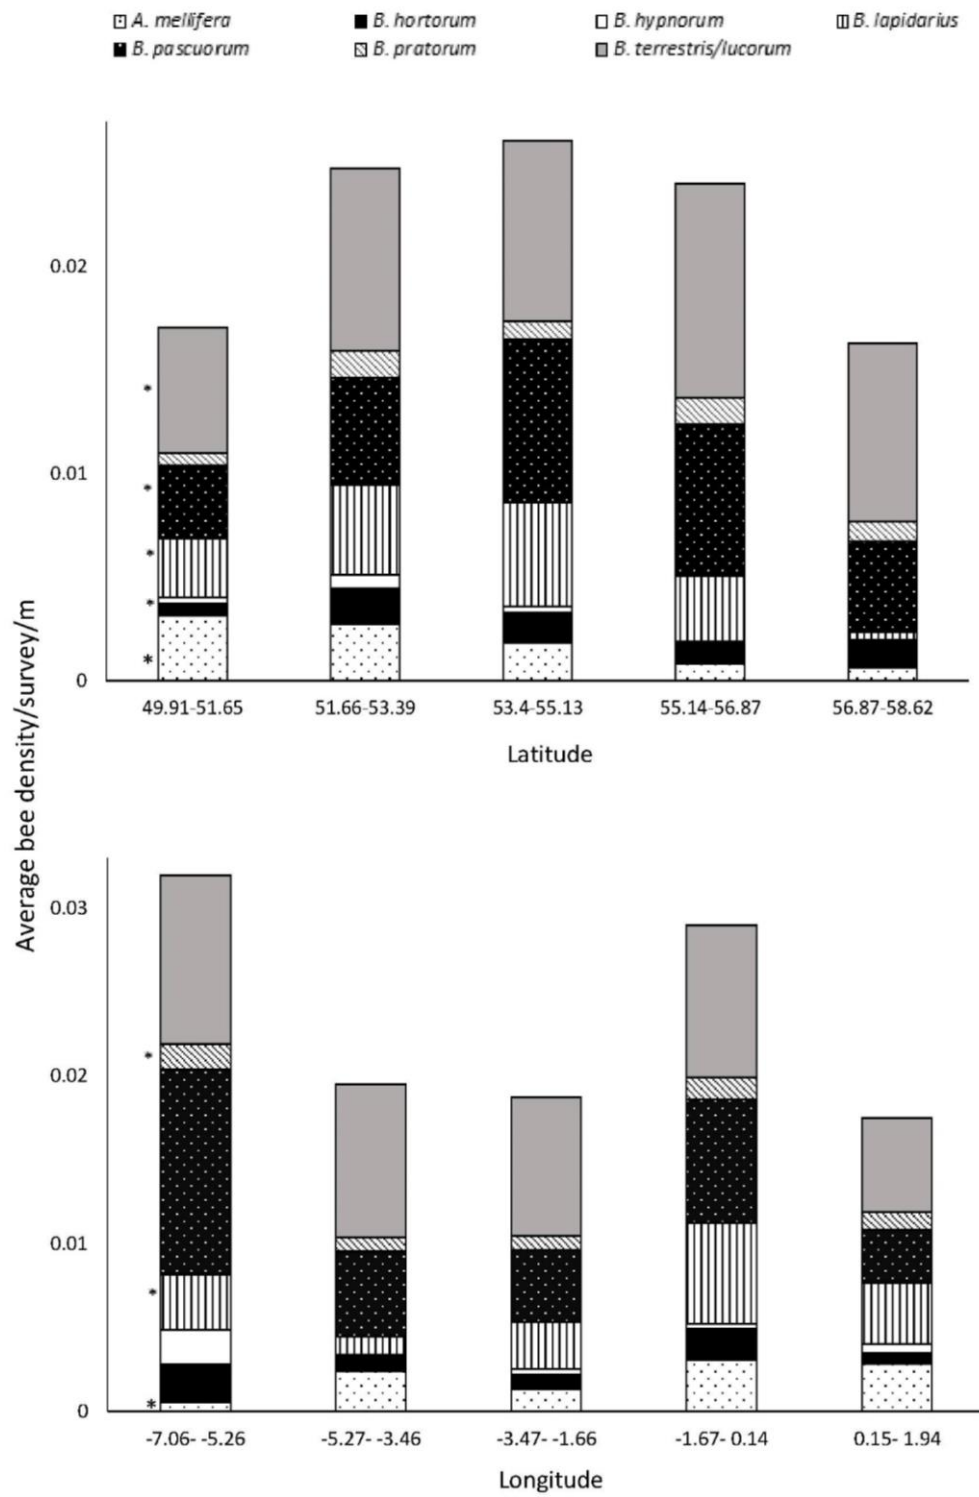 A. mellifera B. hortorum B. hypnorum B. lapidarius
B. pascuorum B. pratorum B. terrestris/lucorum
Average bee density/survey/m
0.02
*
0.01
*
*
*
*
0
49.91-51.65 51.66-53.39 53.4-55.13 55.14-56.87 56.87-58.62
Latitude
0.03
0.02
*
0.01
*
*
0
-7.06- -5.26 -5.27- -3.46 -3.47- -1.66 -1.67- 0.14 0.15- 1.94
Longitude